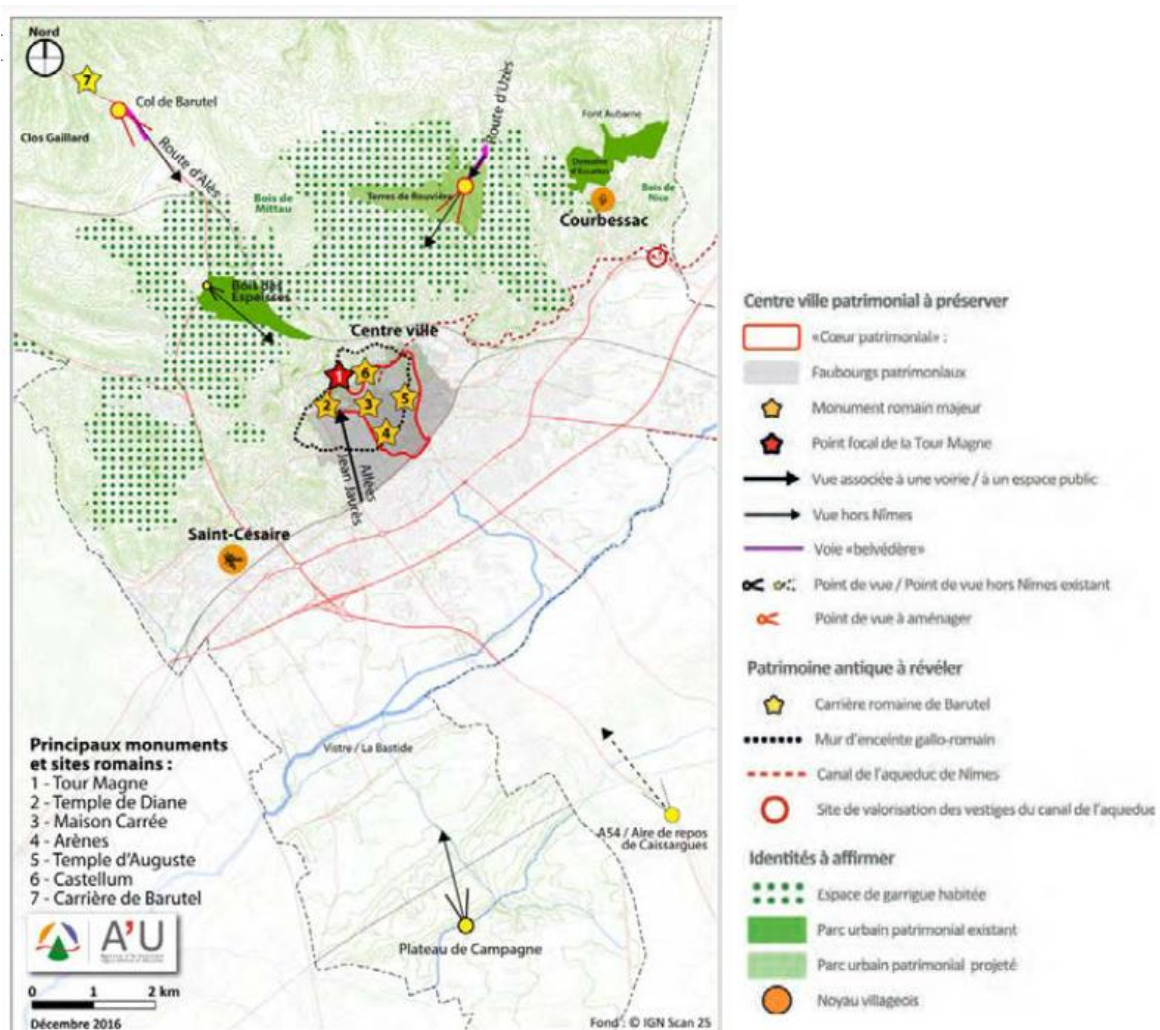 Nord
7
Col de Barutel
Clos Gaillard
Route d'Alès
Route d'Uzès
Font Aubarne
Domaine d'Escattes
Bois de
Mittau
Terres de Rouvière
Bois de
Nice
Courbessac
Bois des
Espeisses
Centre ville
1
6
2
3
5
4
Allées
Jean Jaurès
Saint-Césaire
Vistre / La Bastide
A54 / Aire de repos
de Caissargues
Plateau de Campagne
Principaux monuments
et sites romains :
1 - Tour Magne
2 - Temple de Diane
3 - Maison Carrée
4 - Arènes
5 - Temple d'Auguste
6 - Castellum
7 - Carrière de Barutel
A'U
0 1 2 km
Décembre 2016
Fond : © IGN Scan 25
Centre ville patrimonial à préserver
«Cœur patrimonial» :
Faubourgs patrimoniaux
Monument romain majeur
Point focal de la Tour Magne
Vue associée à une voirie / à un espace public
Vue hors Nîmes
Voie «belvédère»
Point de vue / Point de vue hors Nîmes existant
Point de vue à aménager
Patrimoine antique à révéler
Carrière romaine de Barutel
Mur d'enceinte gallo-romain
Canal de l'aqueduc de Nîmes
Site de valorisation des vestiges du canal de l'aqueduc
Identités à affirmer
Espace de garrigue habitée
Parc urbain patrimonial existant
Parc urbain patrimonial projeté
Noyau villageois